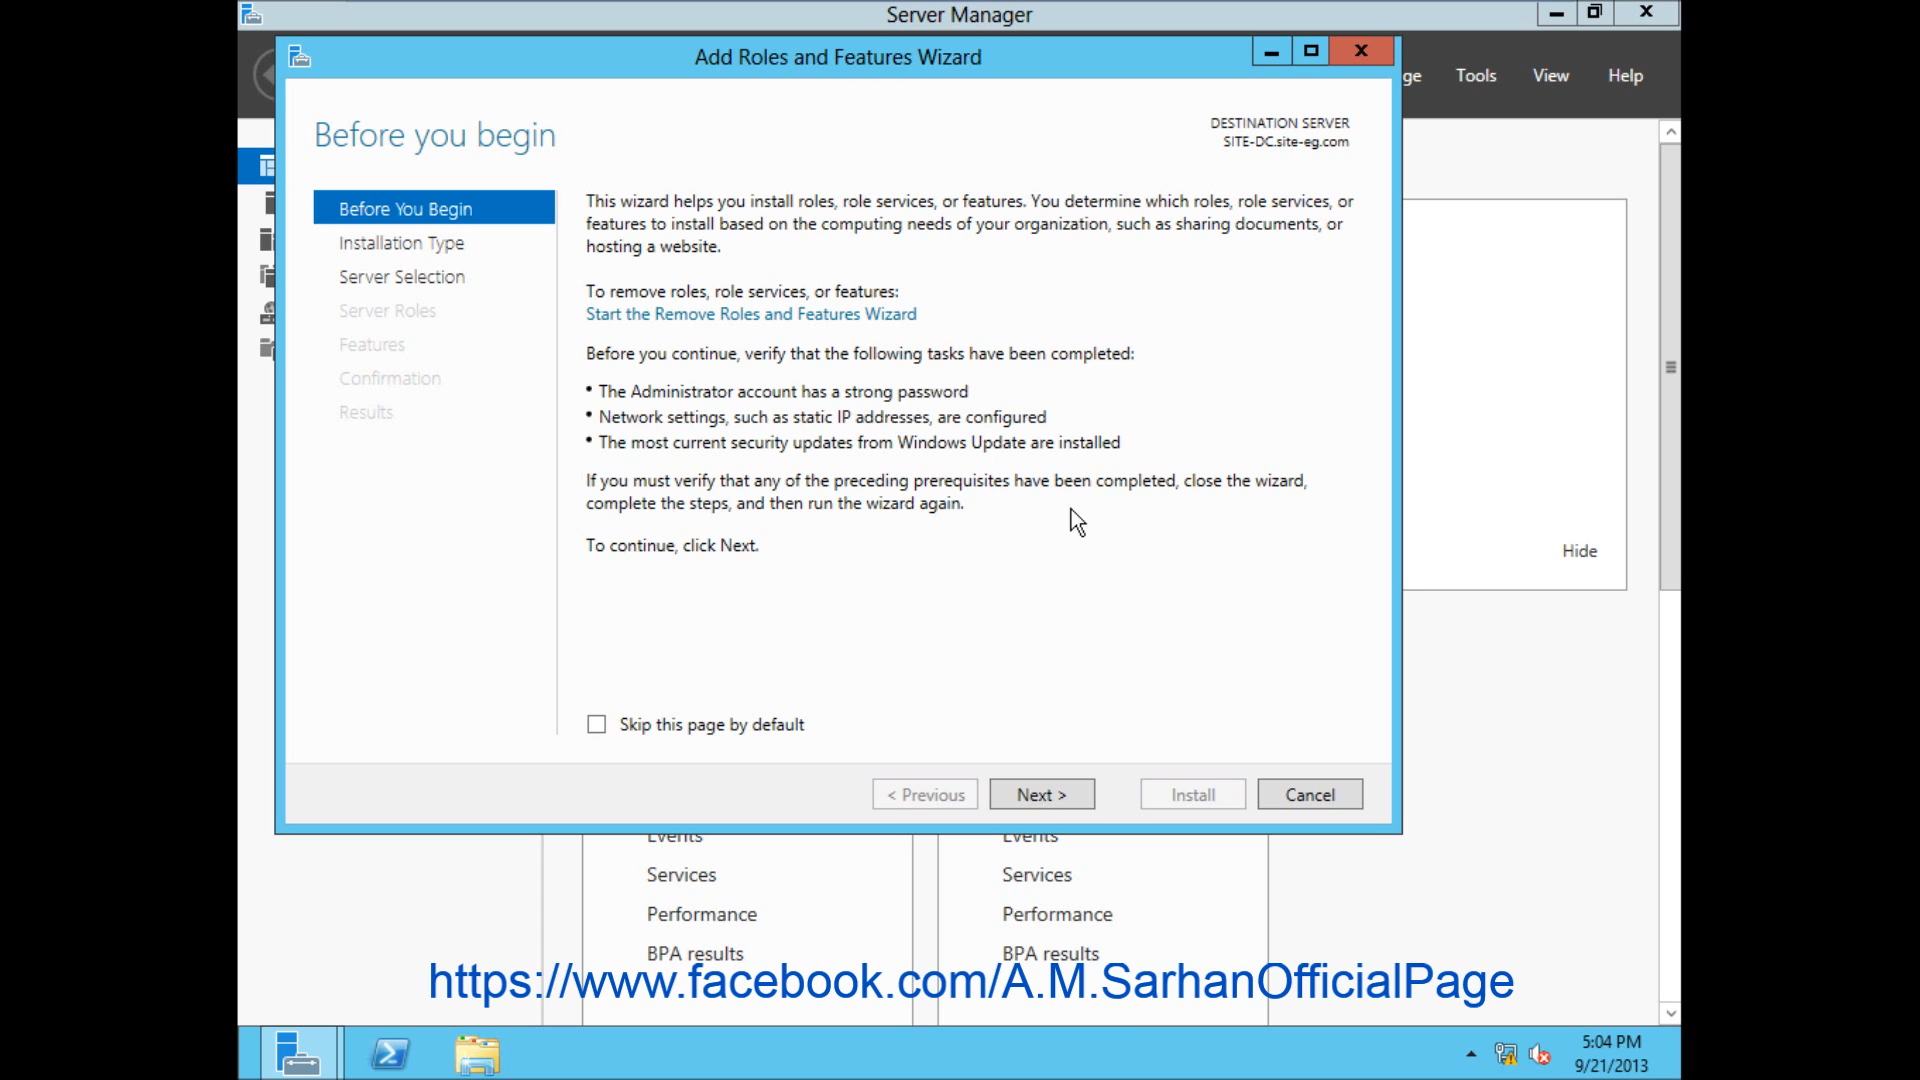 Server Manager
Add Roles and Features Wizard
ge Tools View Help
Before you begin
DESTINATION SERVER
SITE-DC.site-eg.com
Before You Begin
Installation Type
Server Selection
Server Roles
Features
Confirmation
Results
This wizard helps you install roles, role services, or features. You determine which roles, role services, or
features to install based on the computing needs of your organization, such as sharing documents, or
hosting a website.
To remove roles, role services, or features:
Start the Remove Roles and Features Wizard
Before you continue, verify that the following tasks have been completed:
• The Administrator account has a strong password
• Network settings, such as static IP addresses, are configured
• The most current security updates from Windows Update are installed
If you must verify that any of the preceding prerequisites have been completed, close the wizard,
complete the steps, and then run the wizard again.
To continue, click Next.
Hide
Skip this page by default
< Previous Next > Install Cancel
Events Events
Services Services
Performance Performance
BPA results BPA results
https://www.facebook.com/A.M.SarhanOfficialPage
5:04 PM
9/21/2013